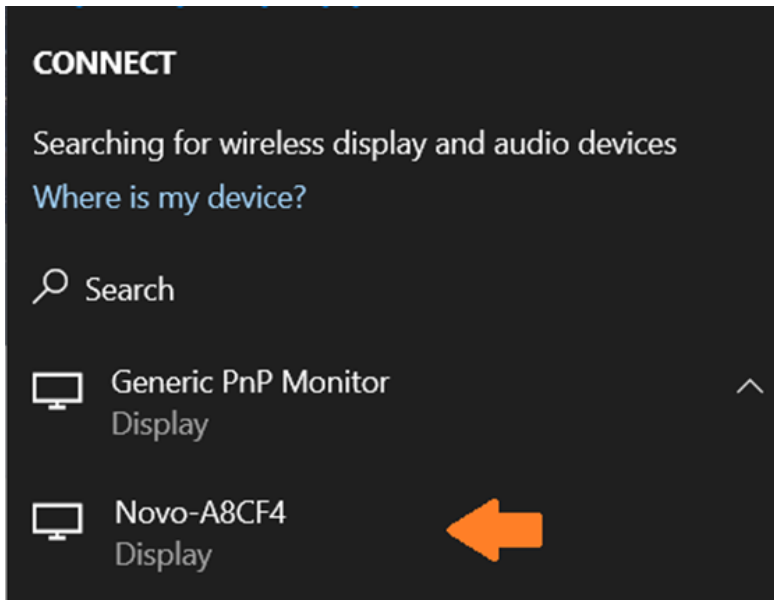 CONNECT
Searching for wireless display and audio devices
Where is my device?
Search
Generic PnP Monitor
Display
Novo-A8CF4
Display